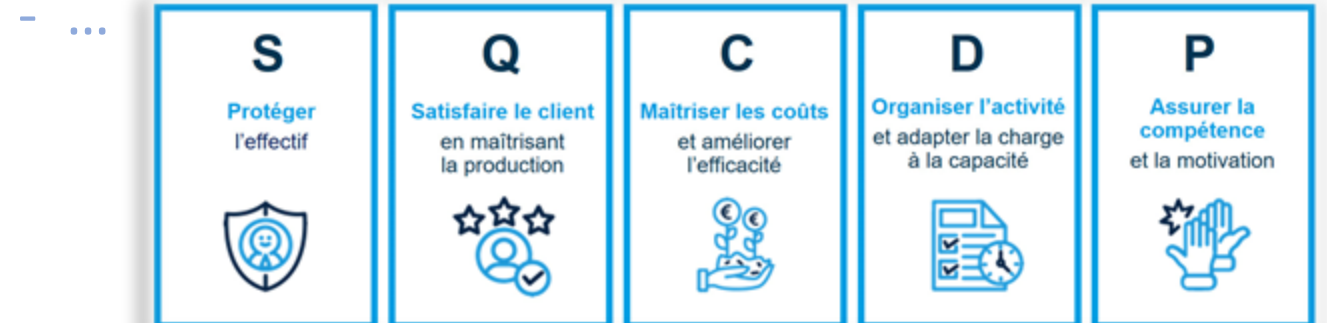 - ...
S
Protéger
l'effectif
Q
Satisfaire le client
en maîtrisant
la production
C
Maîtriser les coûts
et améliorer
l'efficacité
D
Organiser l'activité
et adapter la charge
à la capacité
P
Assurer la
compétence
et la motivation